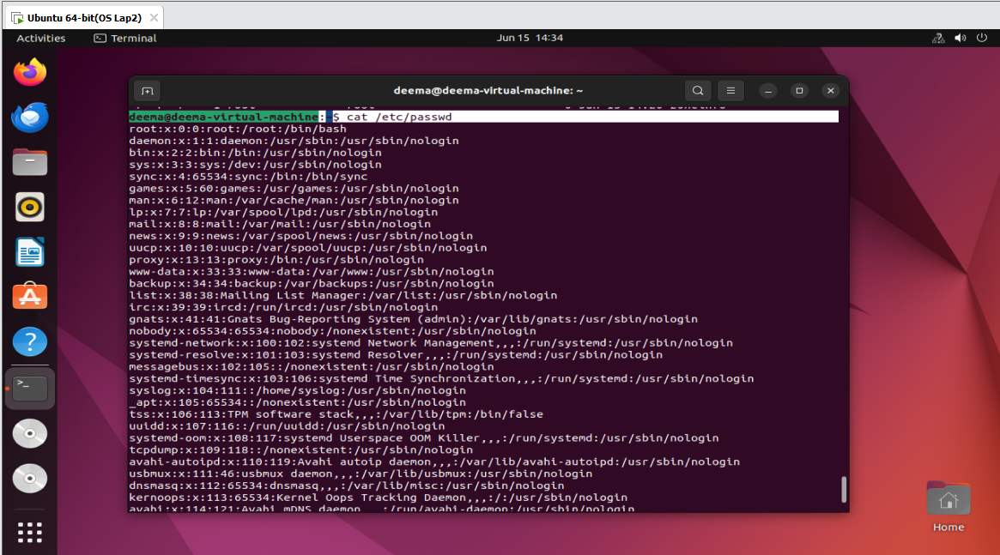 Ubuntu 64-bit(OS Lap2)
Activities
Terminal
Jun 15 14:34
deema@deema-virtual-machine: ~
deema@deema-virtual-machine:~$ cat /etc/passwd
root:x:0:0:root:/root:/bin/bash
daemon:x:1:1:daemon:/usr/sbin:/usr/sbin/nologin
bin:x:2:2:bin:/bin:/usr/sbin/nologin
sys:x:3:3:sys:/dev:/usr/sbin/nologin
sync:x:4:65534:sync:/bin:/bin/sync
games:x:5:60:games:/usr/games:/usr/sbin/nologin
man:x:6:12:man:/var/cache/man:/usr/sbin/nologin
lp:x:7:7:lp:/var/spool/lpd:/usr/sbin/nologin
mail:x:8:8:mail:/var/mail:/usr/sbin/nologin
news:x:9:9:news:/var/spool/news:/usr/sbin/nologin
uucp:x:10:10:uucp:/var/spool/uucp:/usr/sbin/nologin
proxy:x:13:13:proxy:/bin:/usr/sbin/nologin
www-data:x:33:33:www-data:/var/www:/usr/sbin/nologin
backup:x:34:34:backup:/var/backups:/usr/sbin/nologin
list:x:38:38:Mailing List Manager:/var/list:/usr/sbin/nologin
irc:x:39:39:ircd:/run/ircd:/usr/sbin/nologin
gnats:x:41:41:Gnats Bug-Reporting System (admin):/var/lib/gnats:/usr/sbin/nologin
nobody:x:65534:65534:nobody:/nonexistent:/usr/sbin/nologin
systemd-network:x:100:102:systemd Network Management,,,:/run/systemd:/usr/sbin/nologin
systemd-resolve:x:101:103:systemd Resolver,,,:/run/systemd:/usr/sbin/nologin
messagebus:x:102:105::/nonexistent:/usr/sbin/nologin
systemd-timesync:x:103:106:systemd Time Synchronization,,,:/run/systemd:/usr/sbin/nologin
syslog:x:104:111::/home/syslog:/usr/sbin/nologin
_apt:x:105:65534::/nonexistent:/usr/sbin/nologin
tss:x:106:113:TPM software stack,,,:/var/lib/tpm:/bin/false
uuidd:x:107:116::/run/uuidd:/usr/sbin/nologin
systemd-oom:x:108:117:systemd Userspace OOM Killer,,,:/run/systemd:/usr/sbin/nologin
tcpdump:x:109:118::/nonexistent:/usr/sbin/nologin
avahi-autoipd:x:110:119:Avahi autoip daemon,,,:/var/lib/avahi-autoipd:/usr/sbin/nologin
usbmux:x:111:46:usbmux daemon,,,:/var/lib/usbmux:/usr/sbin/nologin
dnsmasq:x:112:65534:dnsmasq,,,:/var/lib/misc:/usr/sbin/nologin
kernoops:x:113:65534:Kernel Oops Tracking Daemon,,,:/:/usr/sbin/nologin
avahi:x:114:121:Avahi mDNS daemon,,,:/run/avahi-daemon:/usr/sbin/nologin
Home